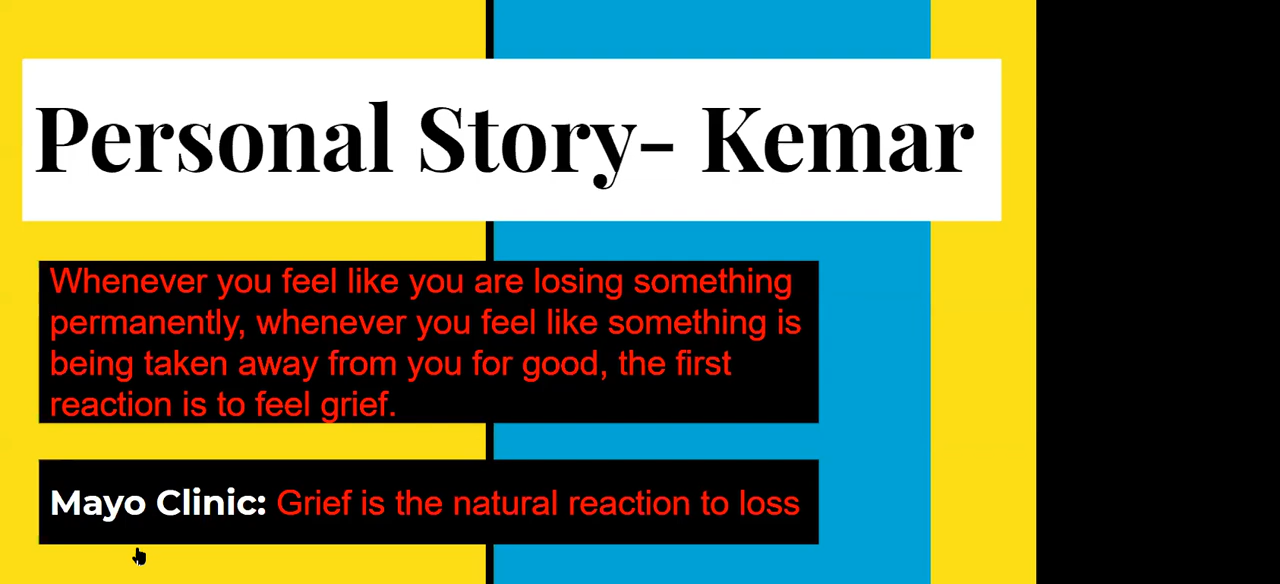 Personal Story- Kemar
Whenever you feel like you are losing something
permanently, whenever you feel like something is
being taken away from you for good, the first
reaction is to feel grief.
Mayo Clinic: Grief is the natural reaction to loss